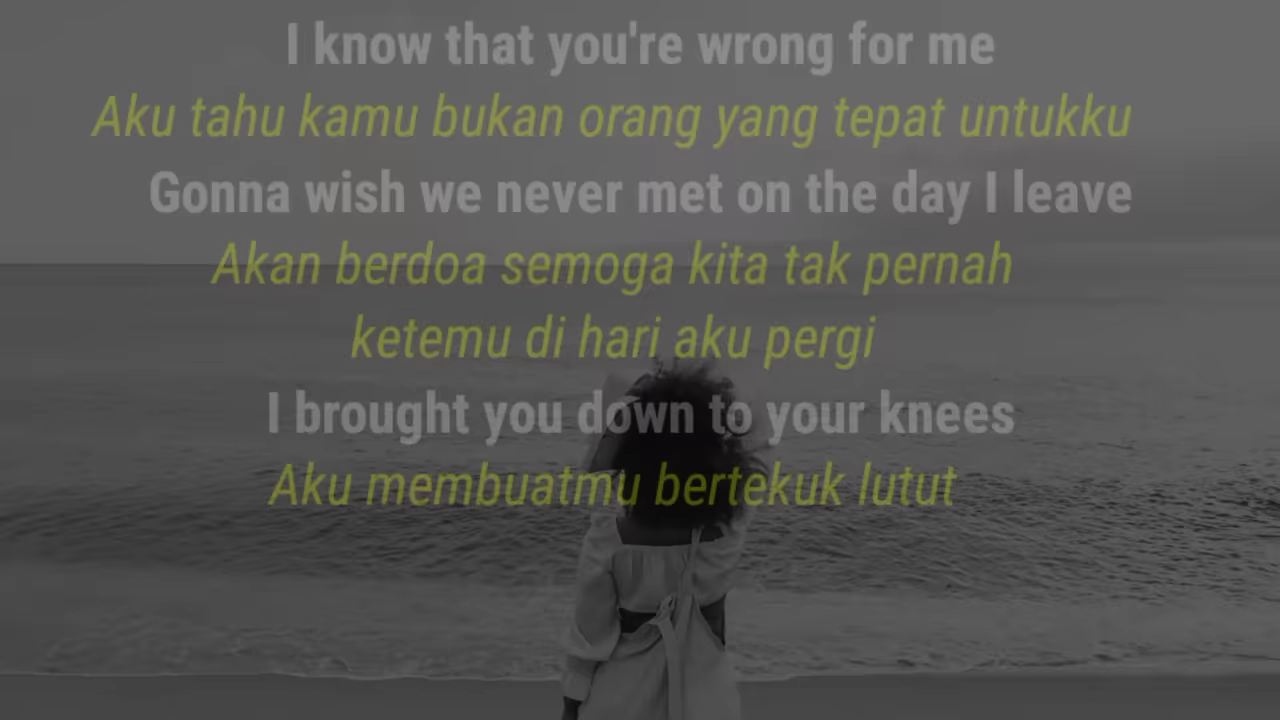 I know that you're wrong for me
Aku tahu kamu bukan orang yang tepat untukku
Gonna wish we never met on the day I leave
Akan berdoa semoga kita tak pernah
ketemu di hari aku pergi
I brought you down to your knees
Aku membuatmu bertekuk lutut